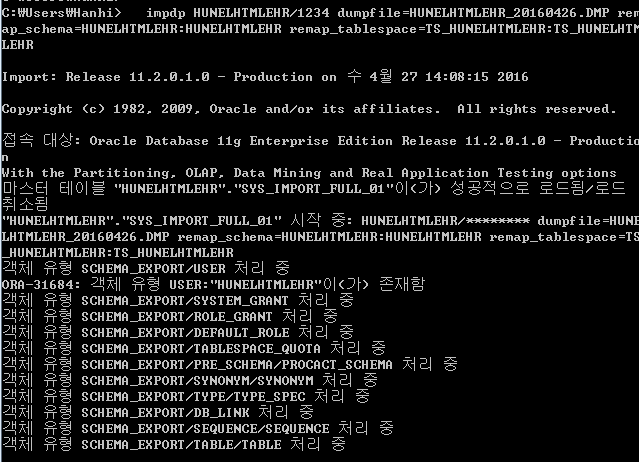 C:\Users\Hanhi>   impdp HUNELHTMLEHR/1234 dumpfile=HUNELHTMLEHR_20160426.DMP rem
ap_schema=HUNELHTMLEHR:HUNELHTMLEHR remap_tablespace=TS_HUNELHTMLEHR:TS_HUNELHTM
LEHR
Import: Release 11.2.0.1.0 - Production on 수 4월 27 14:08:15 2016
Copyright (c) 1982, 2009, Oracle and/or its affiliates.  All rights reserved.
접속 대상: Oracle Database 11g Enterprise Edition Release 11.2.0.1.0 - Productio
n
With the Partitioning, OLAP, Data Mining and Real Application Testing options
마스터 테이블 "HUNELHTMLEHR"."SYS_IMPORT_FULL_01"이(가) 성공적으로 로드됨/로드
취소됨
"HUNELHTMLEHR"."SYS_IMPORT_FULL_01" 시작 중: HUNELHTMLEHR/******** dumpfile=HUNE
LHTMLEHR_20160426.DMP remap_schema=HUNELHTMLEHR:HUNELHTMLEHR remap_tablespace=TS
_HUNELHTMLEHR:TS_HUNELHTMLEHR
객체 유형 SCHEMA_EXPORT/USER 처리 중
ORA-31684: 객체 유형 USER:"HUNELHTMLEHR"이(가) 존재함
객체 유형 SCHEMA_EXPORT/SYSTEM_GRANT 처리 중
객체 유형 SCHEMA_EXPORT/ROLE_GRANT 처리 중
객체 유형 SCHEMA_EXPORT/DEFAULT_ROLE 처리 중
객체 유형 SCHEMA_EXPORT/TABLESPACE_QUOTA 처리 중
객체 유형 SCHEMA_EXPORT/PRE_SCHEMA/PROCACT_SCHEMA 처리 중
객체 유형 SCHEMA_EXPORT/SYNONYM/SYNONYM 처리 중
객체 유형 SCHEMA_EXPORT/TYPE/TYPE_SPEC 처리 중
객체 유형 SCHEMA_EXPORT/DB_LINK 처리 중
객체 유형 SCHEMA_EXPORT/SEQUENCE/SEQUENCE 처리 중
객체 유형 SCHEMA_EXPORT/TABLE/TABLE 처리 중